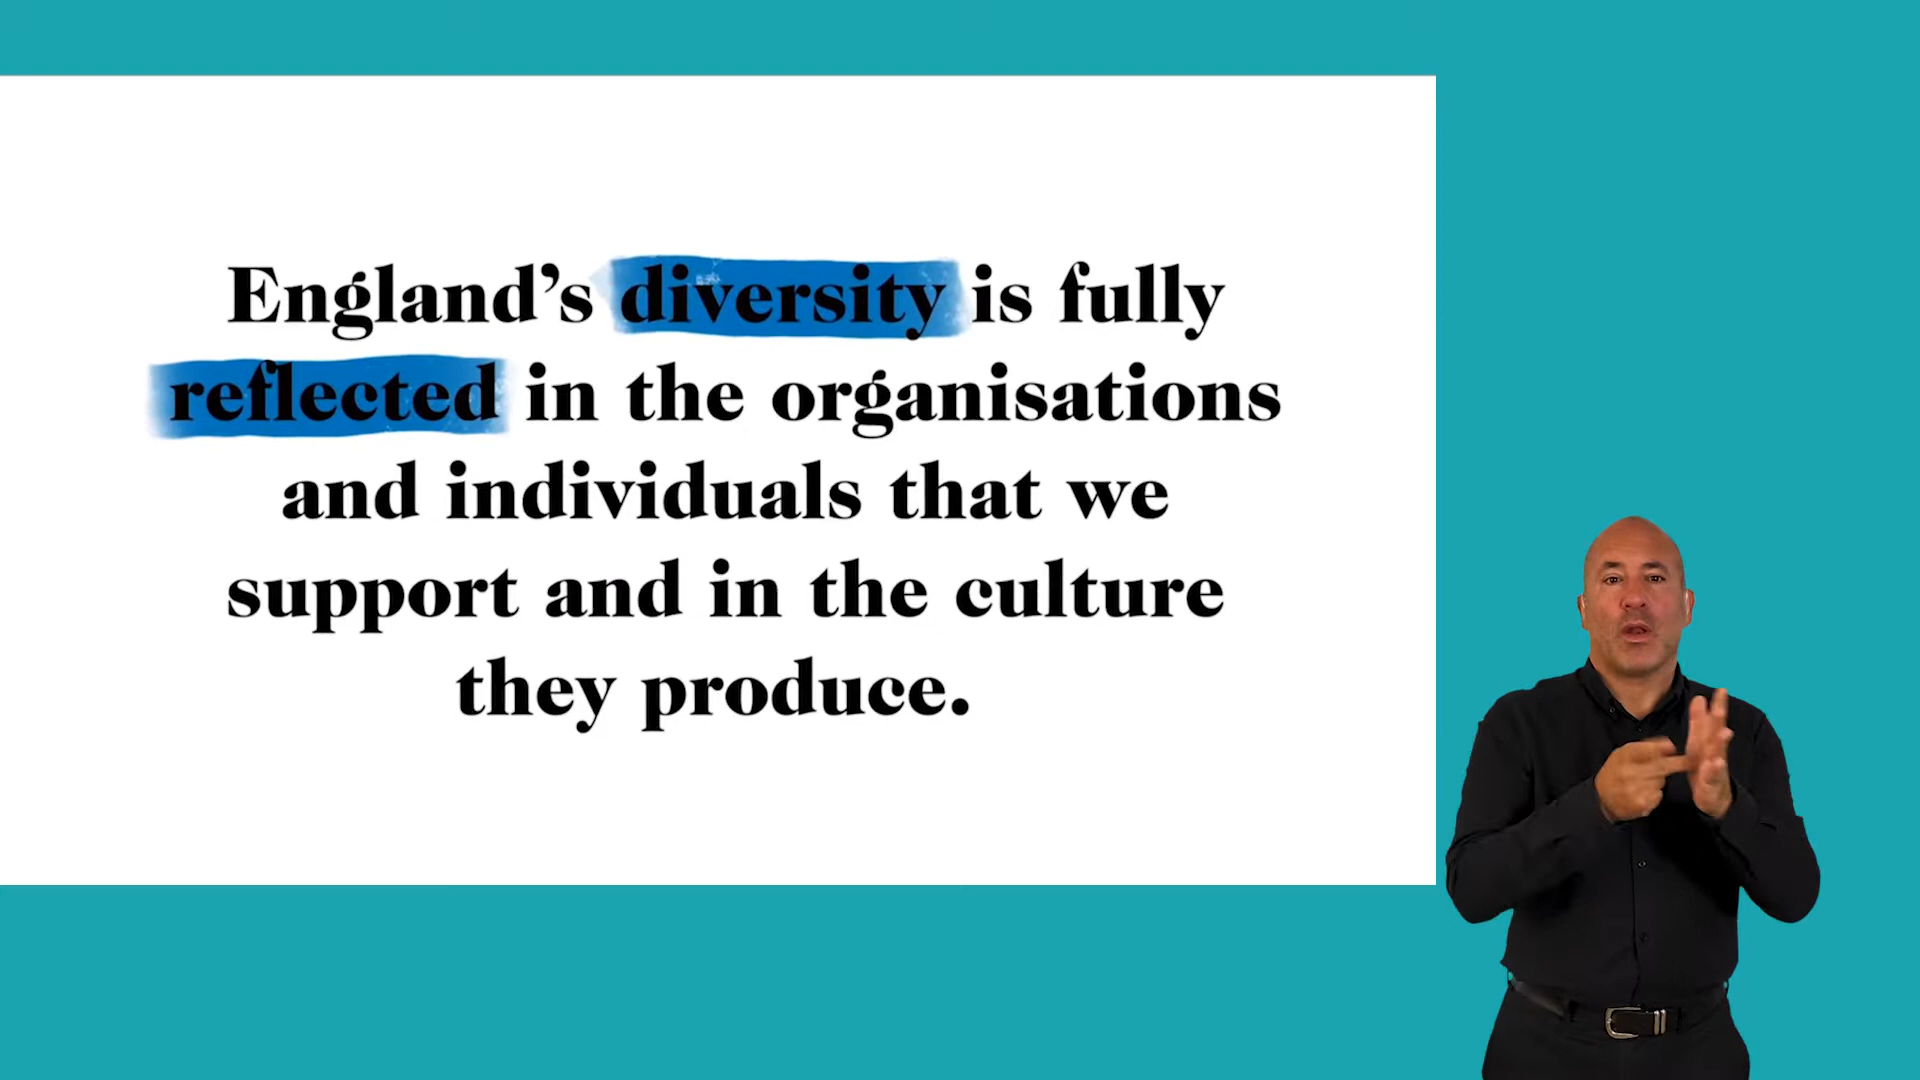 England’s diversity is fully
reflected in the organisations
and individuals that we
support and in the culture
they produce.